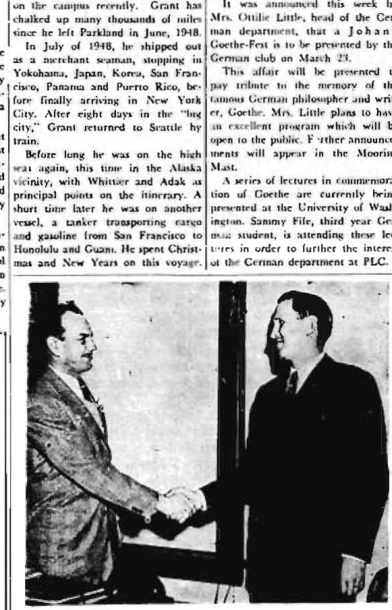 on the campus recently. Grant has
chalked up many thousands of miles
since he left Parkland in June, 1948.
In July of 1948, he shipped out
as a merchant seaman, stopping in
Yokohama, Japan, Korea, San Fran-
cisco, Panama and Puerto Rico, be-
fore finally arriving in New York
City. After eight days in the "big
city," Grant returned to Seattle by
train.
Before long he was on the high
seas again, this time in the Alaska
vicinity, with Whittier and Adak as
principal points on the itinerary. A
short time later he was on another
vessel, a tanker transporting cargo
and gasoline from San Francisco to
Honolulu and Guam. He spent Christ-
mas and New Years on this voyage.
It was announced this week b
Mrs. Ottilie Little, head of the Ger
man department, that a Johan
Goethe-Fest is to be presented by th
German club on March 23.
This affair will be presented t
pay tribute to the memory of th
famous German philosopher and writ
er, Goethe. Mrs. Little plans to hav
an excellent program which will b
open to the public. Further announce
ments will appear in the Moorin
Mast.
A series of lectures in commemora
tion of Goethe are currently bein
presented at the University of Wash
ington. Sammy Fife, third year Ge
man student, is attending these lec
tures in order to further the interes
of the German department at PLC.